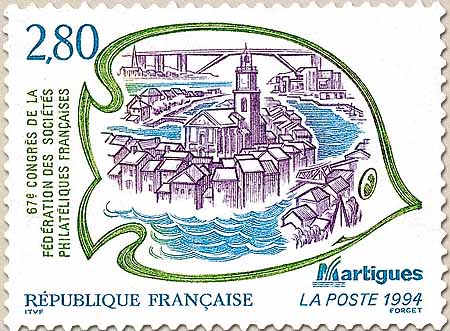 2,80
67e CONGRÈS DE LA
FÉDÉRATION DES SOCIÉTÉS
PHILATÉLIQUES FRANÇAISES
Martigues
RÉPUBLIQUE FRANÇAISE
LA POSTE 1994
ITVF
FORGET